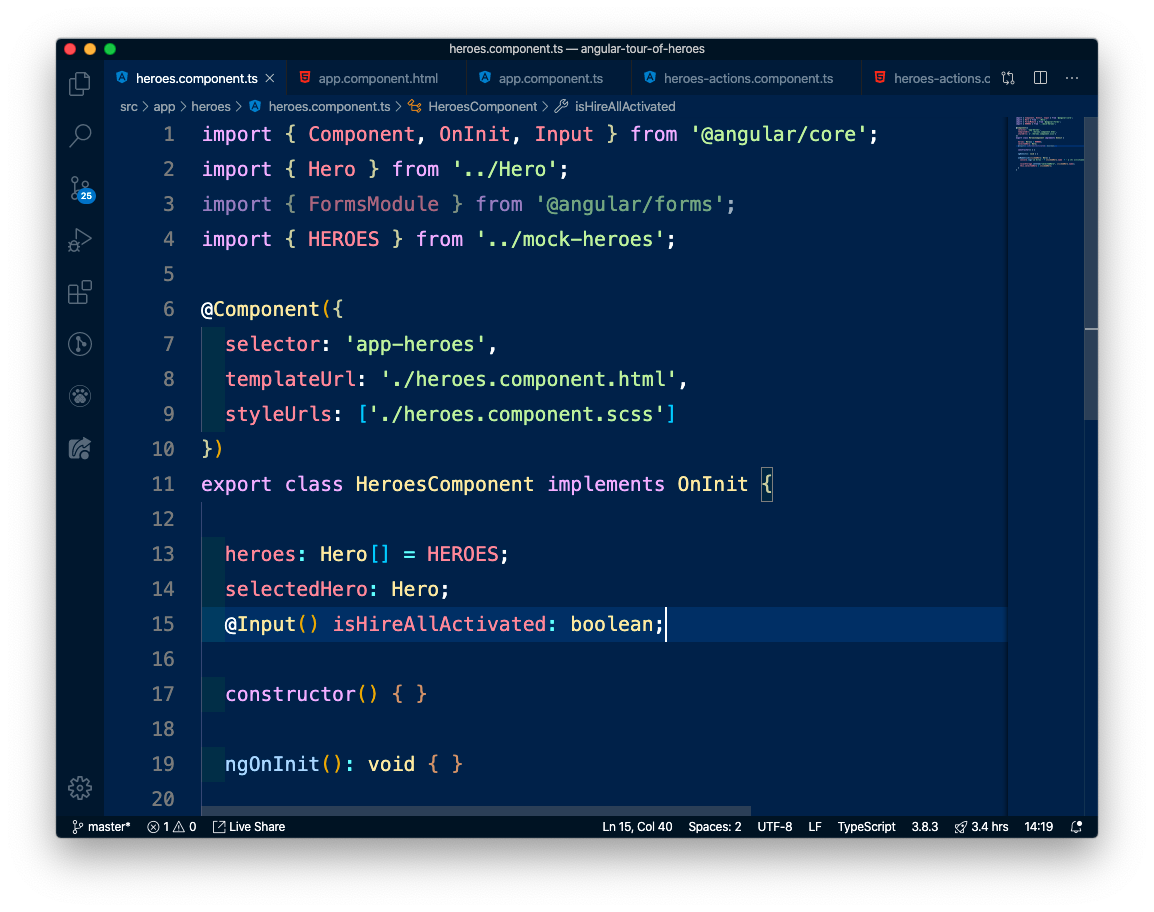 heroes.component.ts — angular-tour-of-heroes
heroes.component.ts app.component.html app.component.ts heroes-actions.component.ts heroes-actions.c
src > app > heroes > heroes.component.ts > HeroesComponent > isHireAllActivated
1 import { Component, OnInit, Input } from '@angular/core';
2 import { Hero } from '../Hero';
3 import { FormsModule } from '@angular/forms';
4 import { HEROES } from '../mock-heroes';
5
6 @Component({
7 selector: 'app-heroes',
8 templateUrl: './heroes.component.html',
9 styleUrls: ['./heroes.component.scss']
10 })
11 export class HeroesComponent implements OnInit {
12
13 heroes: Hero[] = HEROES;
14 selectedHero: Hero;
15 @Input() isHireAllActivated: boolean;
16
17 constructor() { }
18
19 ngOnInit(): void { }
20
25
master* 1 0 Live Share Ln 15, Col 40 Spaces: 2 UTF-8 LF TypeScript 3.8.3 3.4 hrs 14:19